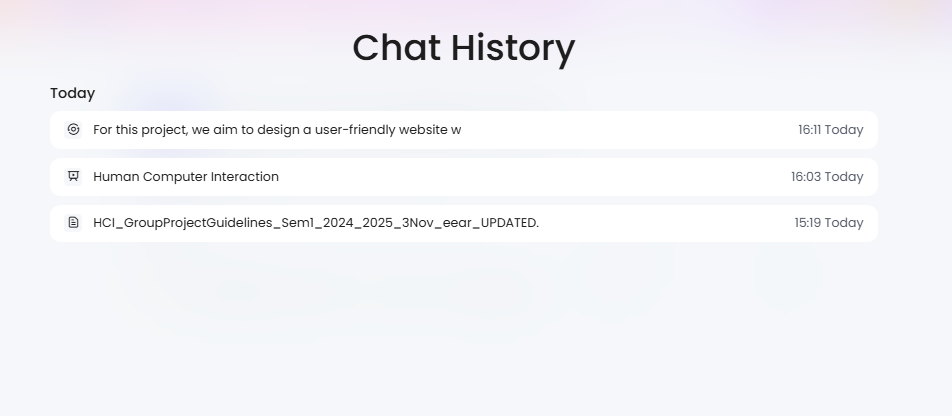 Chat History
Today
For this project, we aim to design a user-friendly website w
16:11 Today
Human Computer Interaction
16:03 Today
HCI_GroupProjectGuidelines_Sem1_2024_2025_3Nov_eear_UPDATED.
15:19 Today